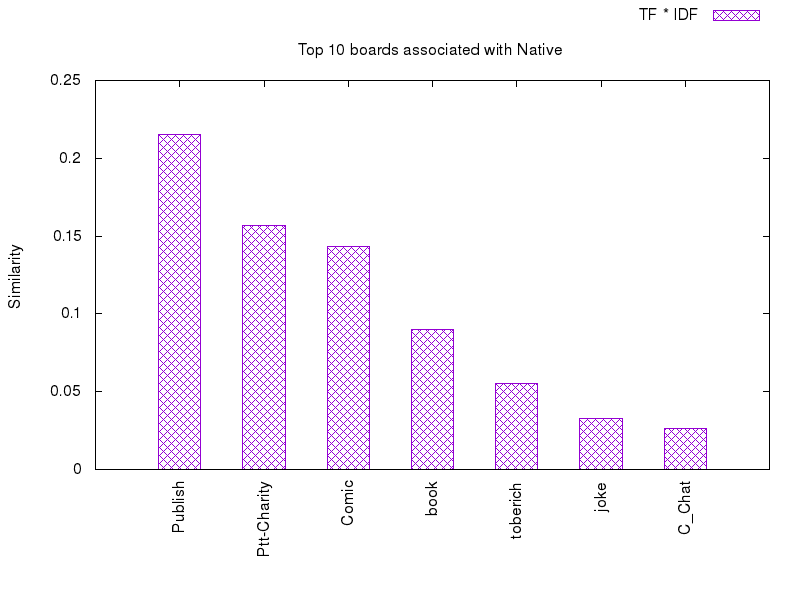 TF * IDF
Top 10 boards associated with Native
0.25
0.2
0.15
0.1
0.05
0
Similarity
Publish
Ptt-Charity
Comic
book
toberich
joke
C_Chat